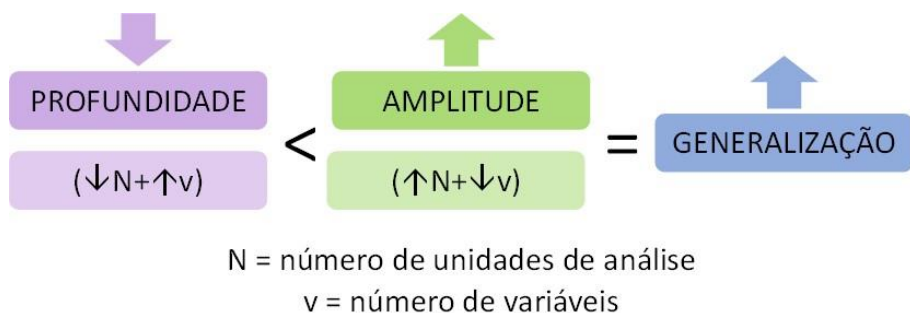 PROFUNDIDADE < AMPLITUDE = GENERALIZAÇÃO
(↓N+↑v) (↑N+↓v)
N = número de unidades de análise
v = número de variáveis